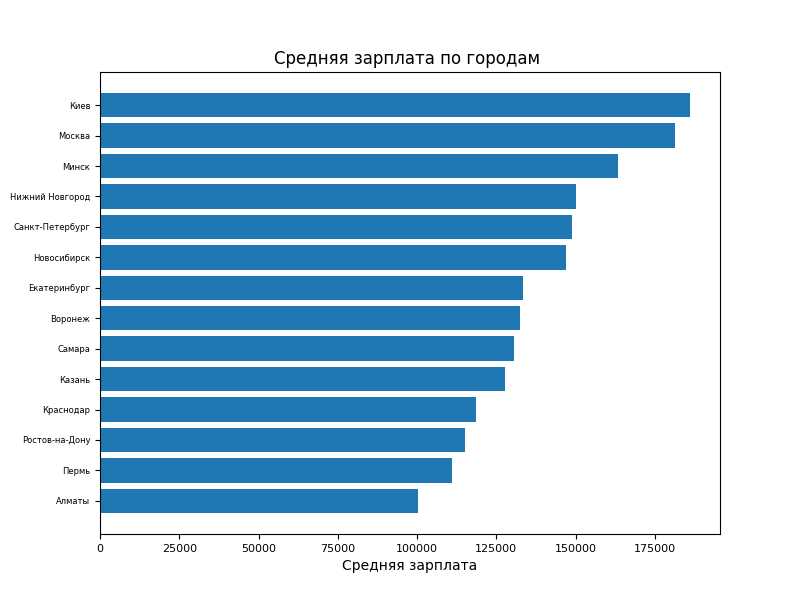 Средняя зарплата по городам
Киев
Москва
Минск
Нижний Новгород
Санкт-Петербург
Новосибирск
Екатеринбург
Воронеж
Самара
Казань
Краснодар
Ростов-на-Дону
Пермь
Алматы
0 25000 50000 75000 100000 125000 150000 175000
Средняя зарплата